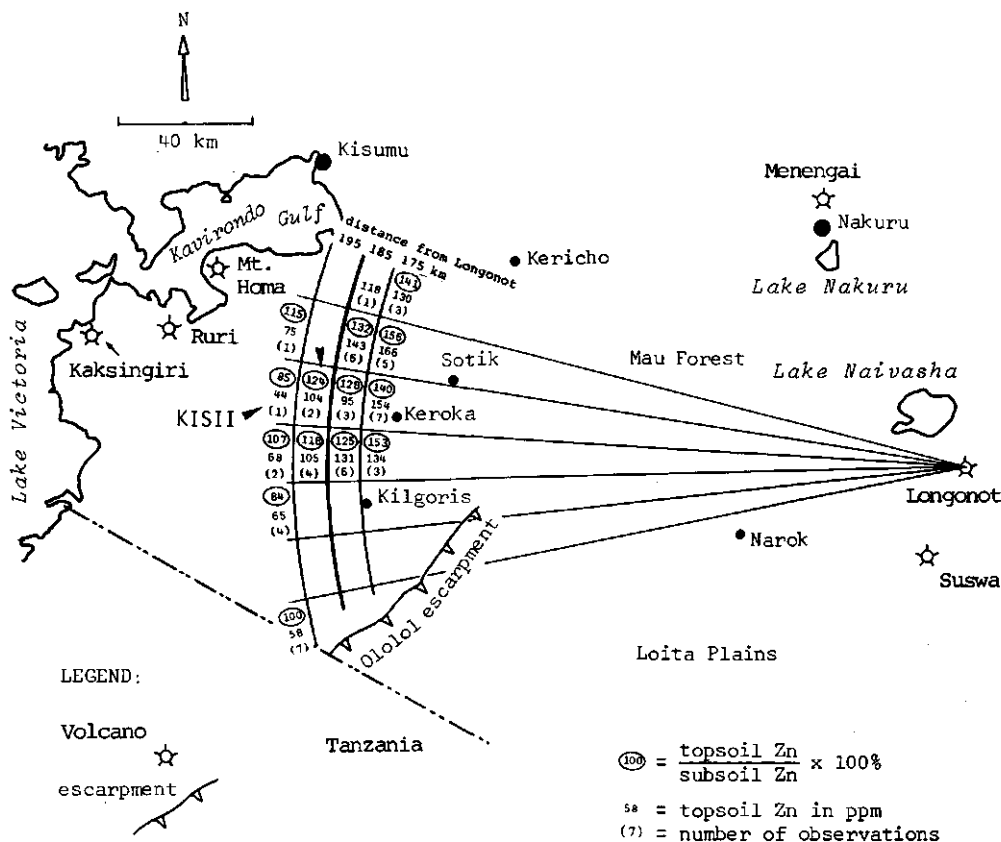 N
40 km
Kisumu
Menengai
Nakuru
Lake Nakuru
Kavirondo Gulf
distance from Longonot
195 185 175 km
Kericho
Mt. Homa
Ruri
Kaksingiri
Lake Victoria
118
(1)
141
130
(3)
115
75
(1)
132
143
(6)
156
166
(5)
Sotik
Mau Forest
Lake Naivasha
KISII
85
44
(1)
124
104
(2)
128
95
(3)
140
154
(7)
Keroka
107
68
(2)
118
105
(4)
125
131
(6)
153
134
(3)
84
65
(4)
Kilgoris
Longonot
Narok
Suswa
Ololol escarpment
100
58
(7)
Loita Plains
Tanzania
LEGEND:
Volcano
escarpment
100 = topsoil Zn / subsoil Zn x 100%
58 = topsoil Zn in ppm
(7) = number of observations